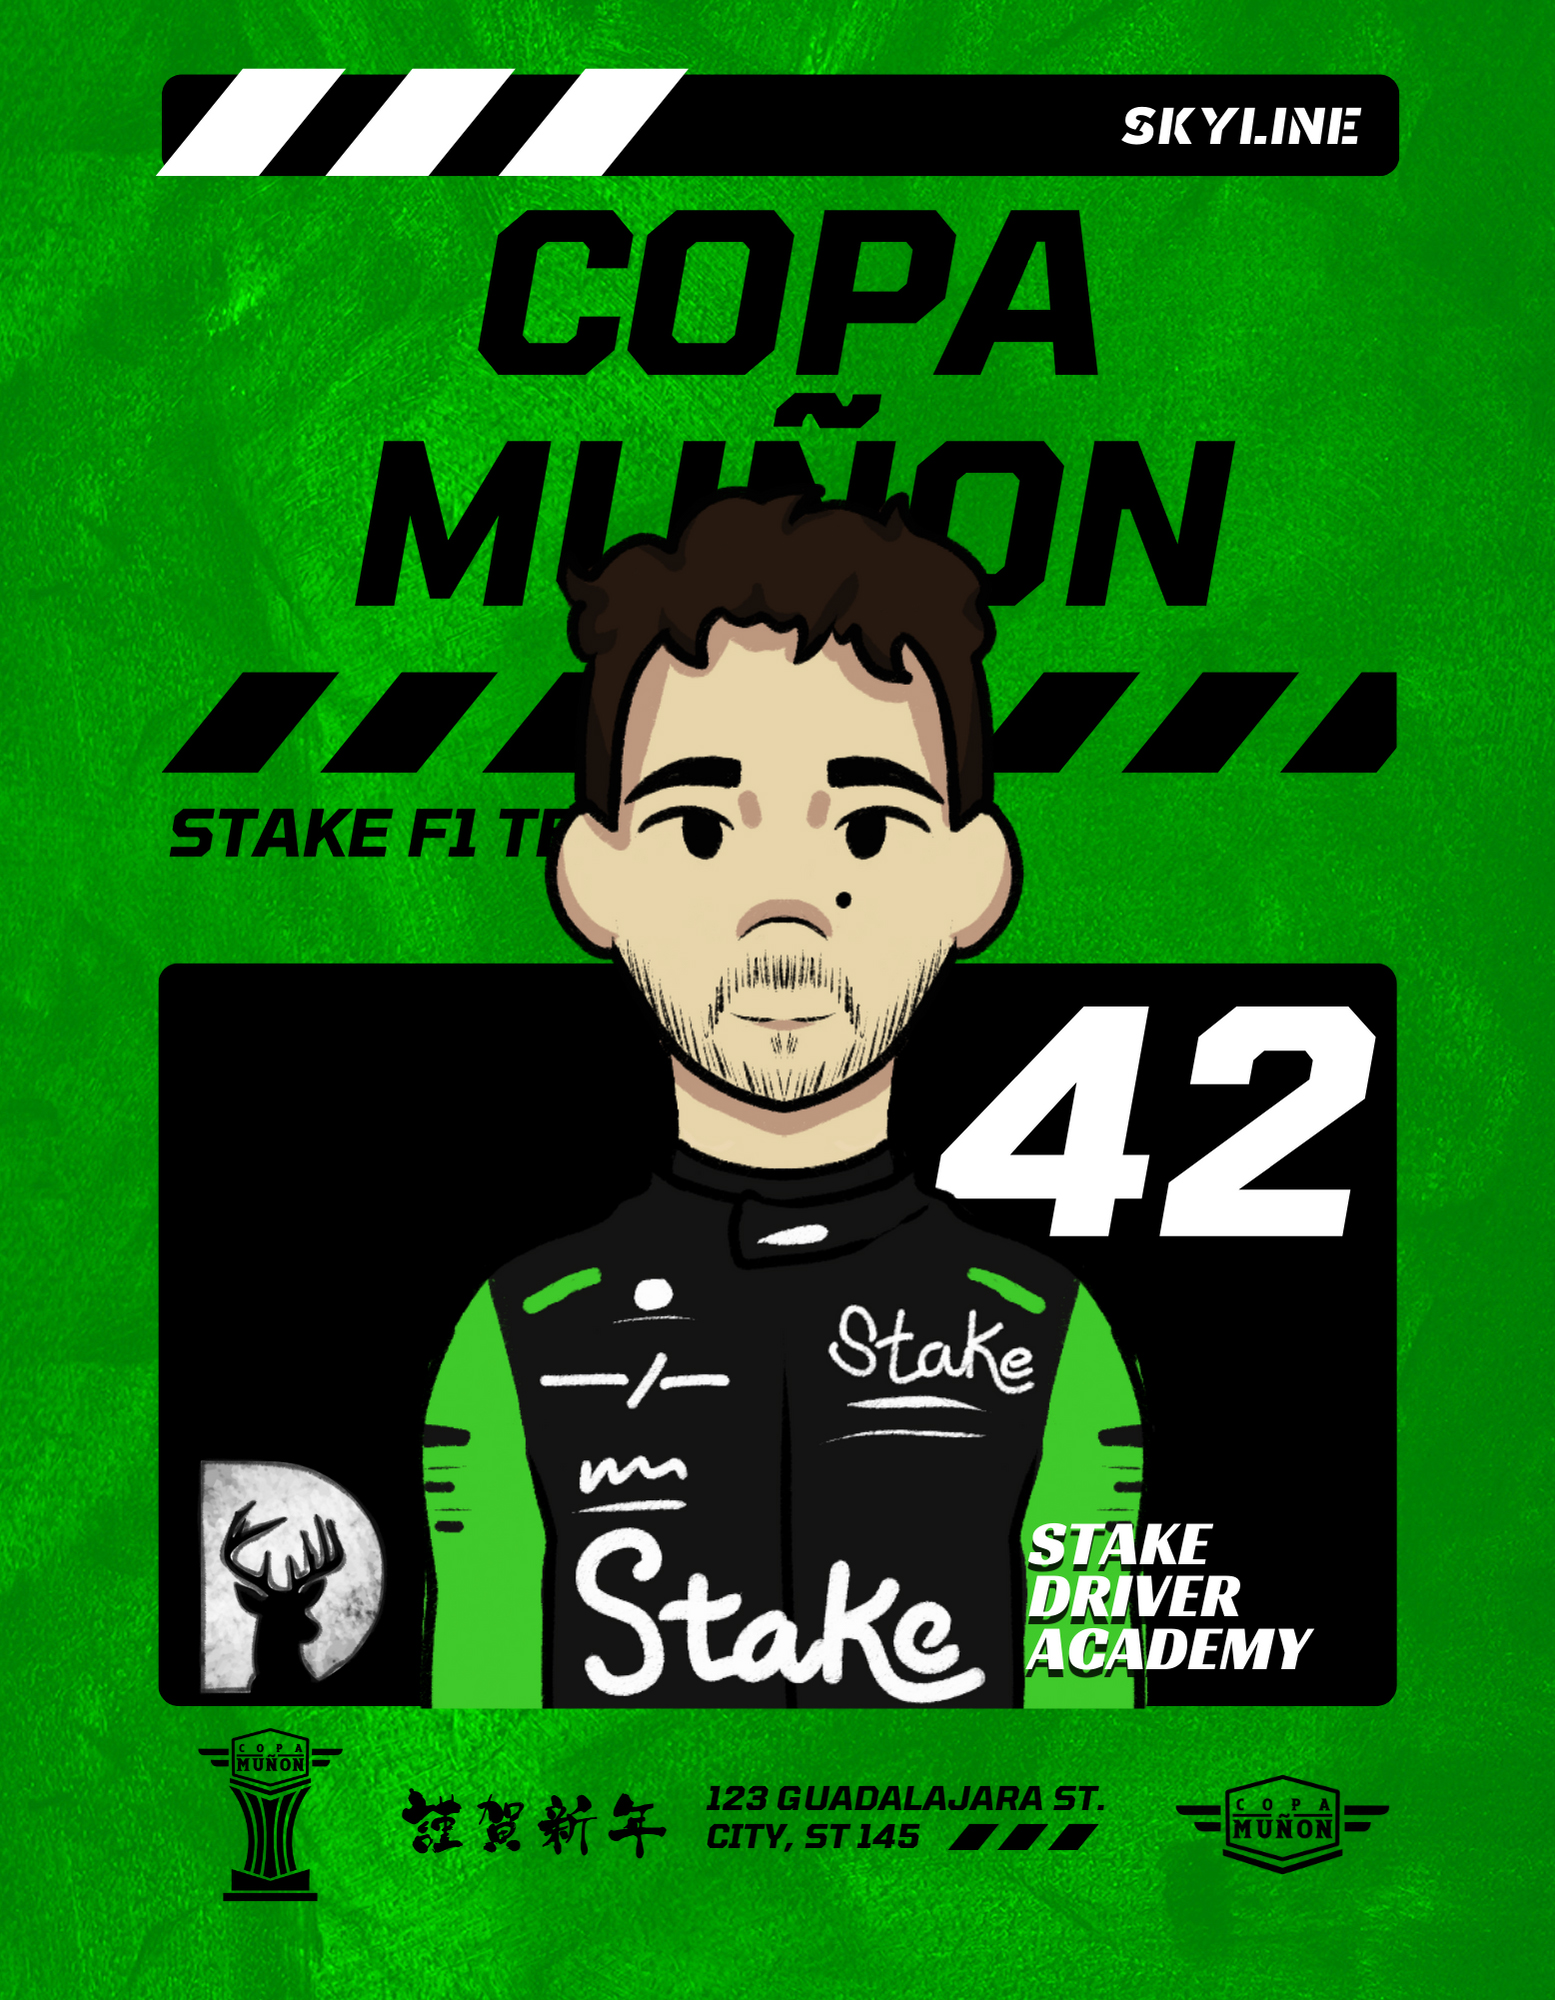 SKYLINE
COPA
MUÑON
STAKE F1 TE
42
Stake
Stake
STAKE
DRIVER
ACADEMY
COPA
MUÑON
謹賀新年
123 GUADALAJARA ST.
CITY, ST 145
COPA
MUÑON